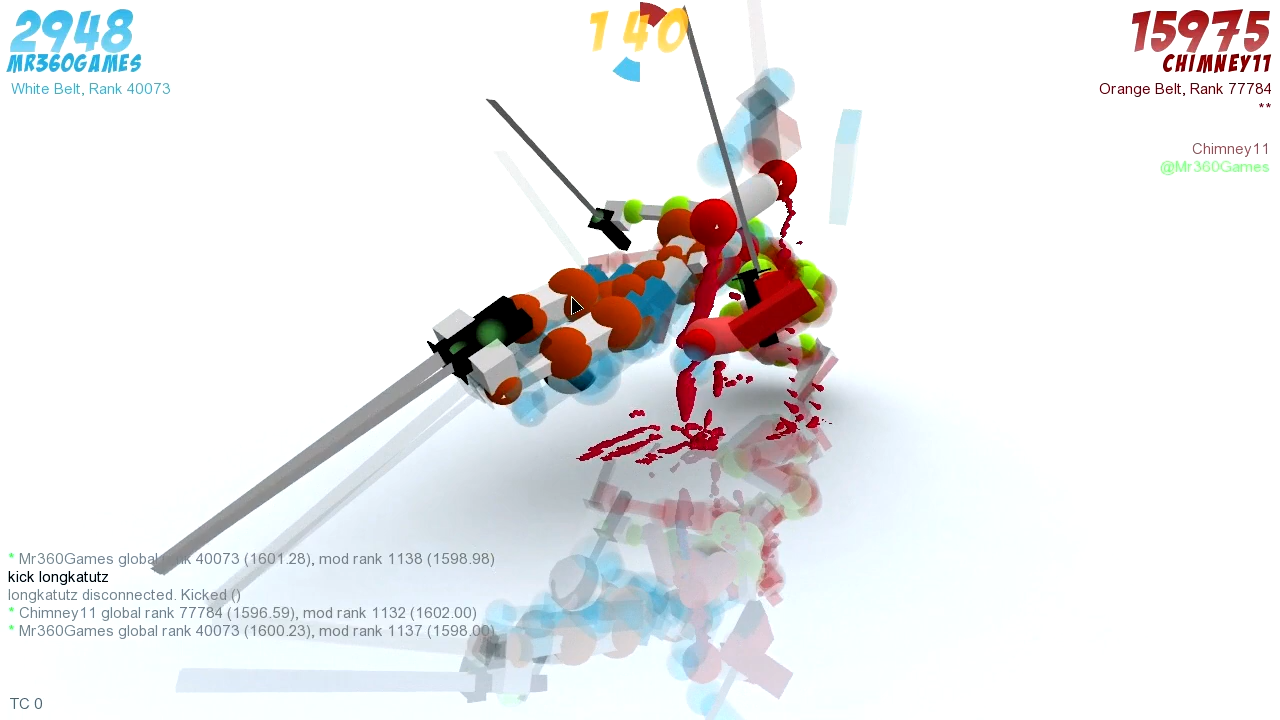 2948
MR360GAMES
White Belt, Rank 40073
140
15975
CHIMNEY11
Orange Belt, Rank 77784
**
Chimney11
@Mr360Games
* Mr360Games global rank 40073 (1601.28), mod rank 1138 (1598.98)
kick longkatutz
longkatutz disconnected. Kicked ()
* Chimney11 global rank 77784 (1596.59), mod rank 1132 (1602.00)
* Mr360Games global rank 40073 (1600.23), mod rank 1137 (1598.00)
TC 0